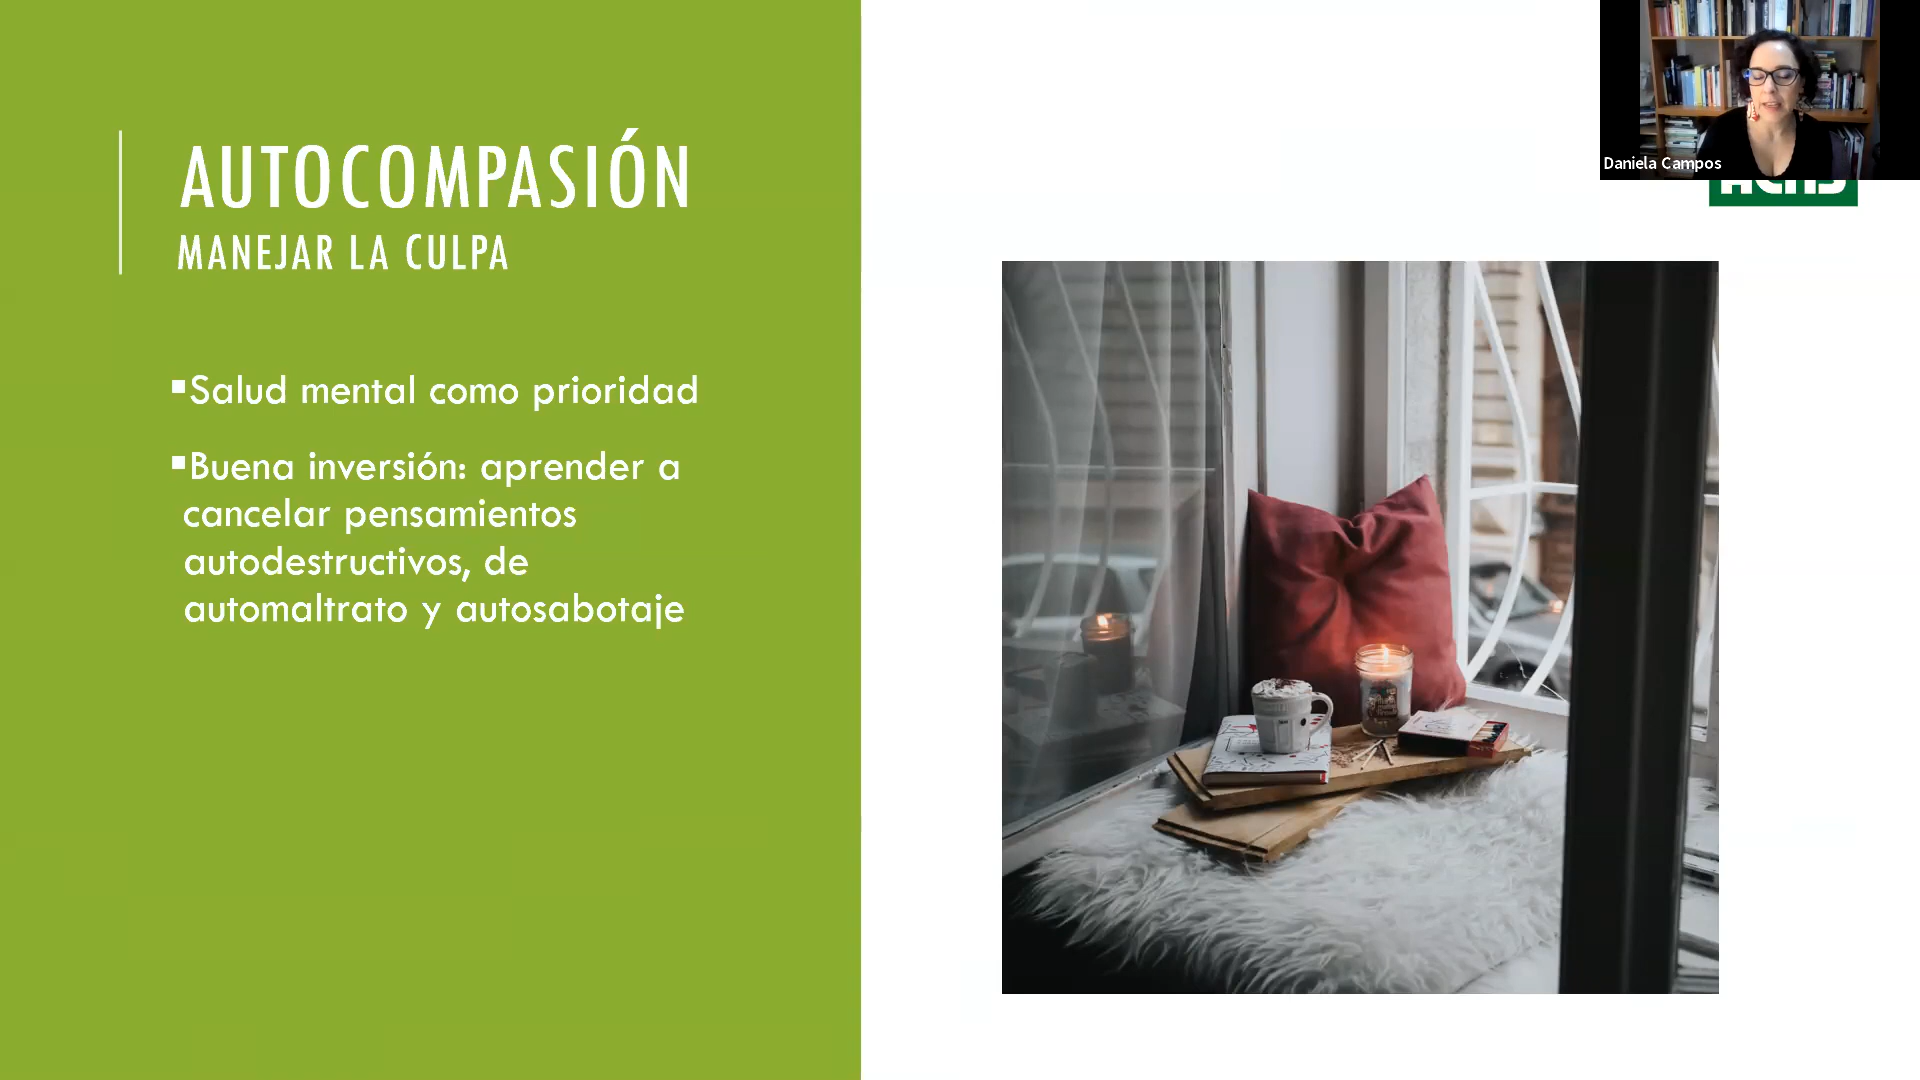 Daniela Campos
AUTOCOMPASIÓN
MANEJAR LA CULPA
▪Salud mental como prioridad
▪Buena inversión: aprender a
cancelar pensamientos
autodestructivos, de
automaltrato y autosabotaje